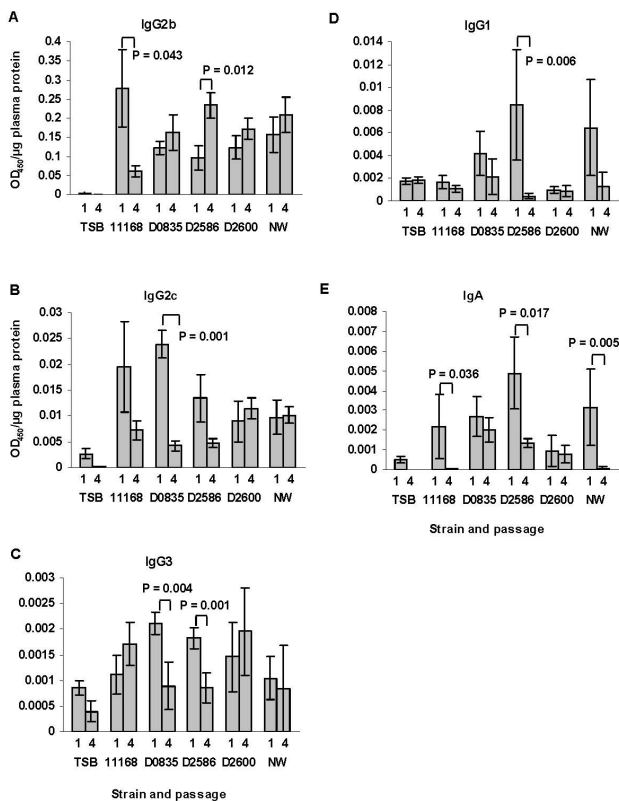 A
IgG2b
OD450/µg plasma protein
0.4
0.35
0.3
0.25
0.2
0.15
0.1
0.05
0
P = 0.043
P = 0.012
1 4 1 4 1 4 1 4 1 4 1 4
TSB 11168 D0835 D2586 D2600 NW
B
IgG2c
OD450/µg plasma protein
0.03
0.025
0.02
0.015
0.01
0.005
0
P = 0.001
1 4 1 4 1 4 1 4 1 4 1 4
TSB 11168 D0835 D2586 D2600 NW
C
IgG3
0.003
0.0025
0.002
0.0015
0.001
0.0005
0
P = 0.004
P = 0.001
1 4 1 4 1 4 1 4 1 4 1 4
TSB 11168 D0835 D2586 D2600 NW
Strain and passage
D
IgG1
0.014
0.012
0.01
0.008
0.006
0.004
0.002
0
P = 0.006
1 4 1 4 1 4 1 4 1 4 1 4
TSB 11168 D0835 D2586 D2600 NW
E
IgA
0.008
0.007
0.006
0.005
0.004
0.003
0.002
0.001
0.000
P = 0.017
P = 0.005
P = 0.036
1 4 1 4 1 4 1 4 1 4 1 4
TSB 11168 D0835 D2586 D2600 NW
Strain and passage